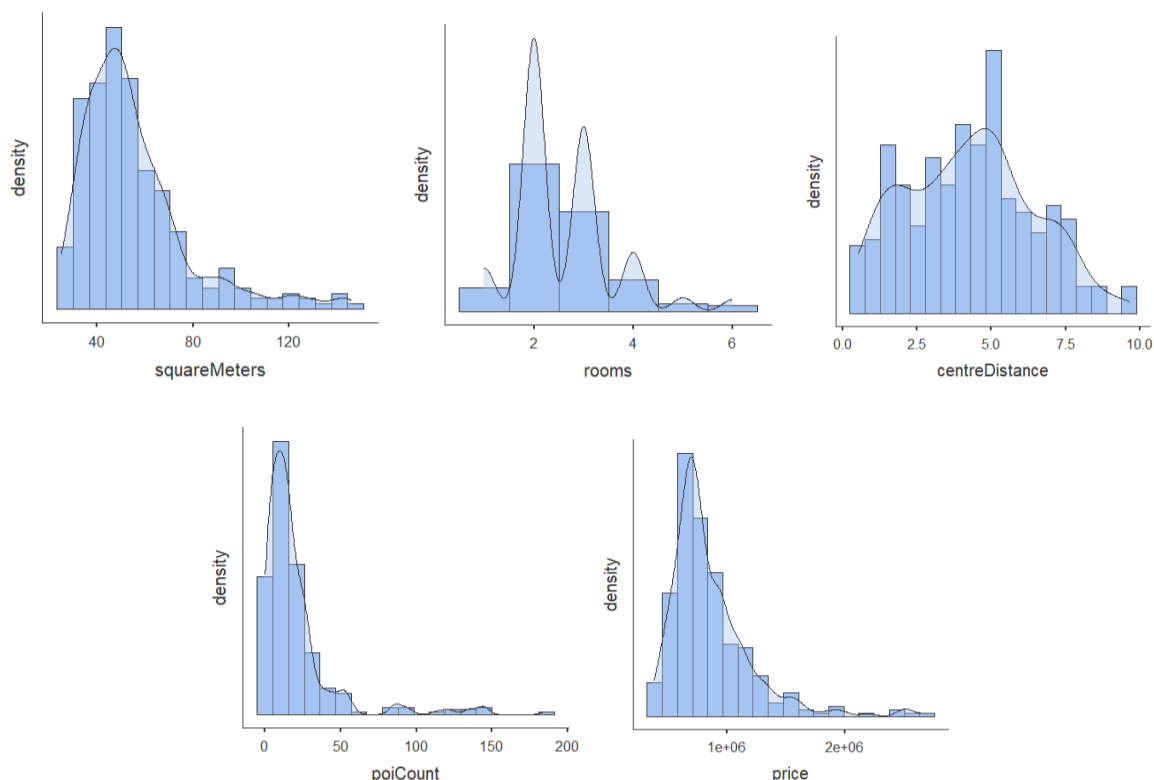 density
40 80 120
squareMeters
density
2 4 6
rooms
density
0.0 2.5 5.0 7.5 10.0
centreDistance
density
0 50 100 150 200
poiCount
density
1e+06 2e+06
price